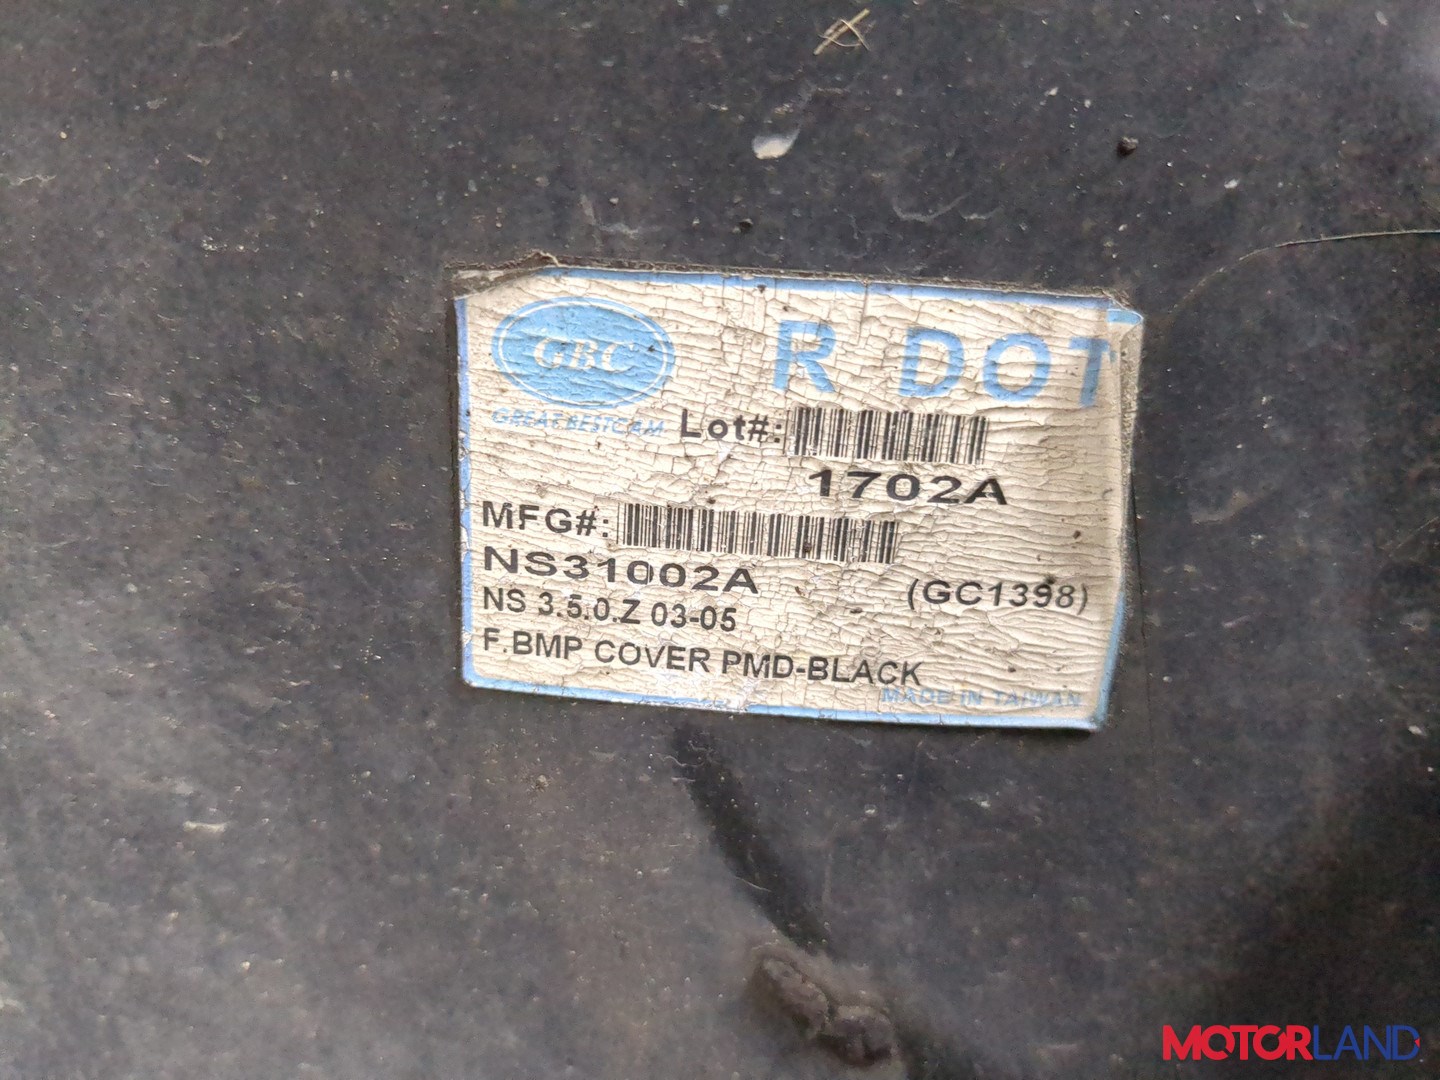 GBC
R DOT
GREAT BESTCAM
Lot#:
1702A
MFG#:
NS31002A
(GC1398)
NS 3.5.0.Z 03-05
F.BMP COVER PMD-BLACK
MADE IN TAIWAN
MOTORLAND